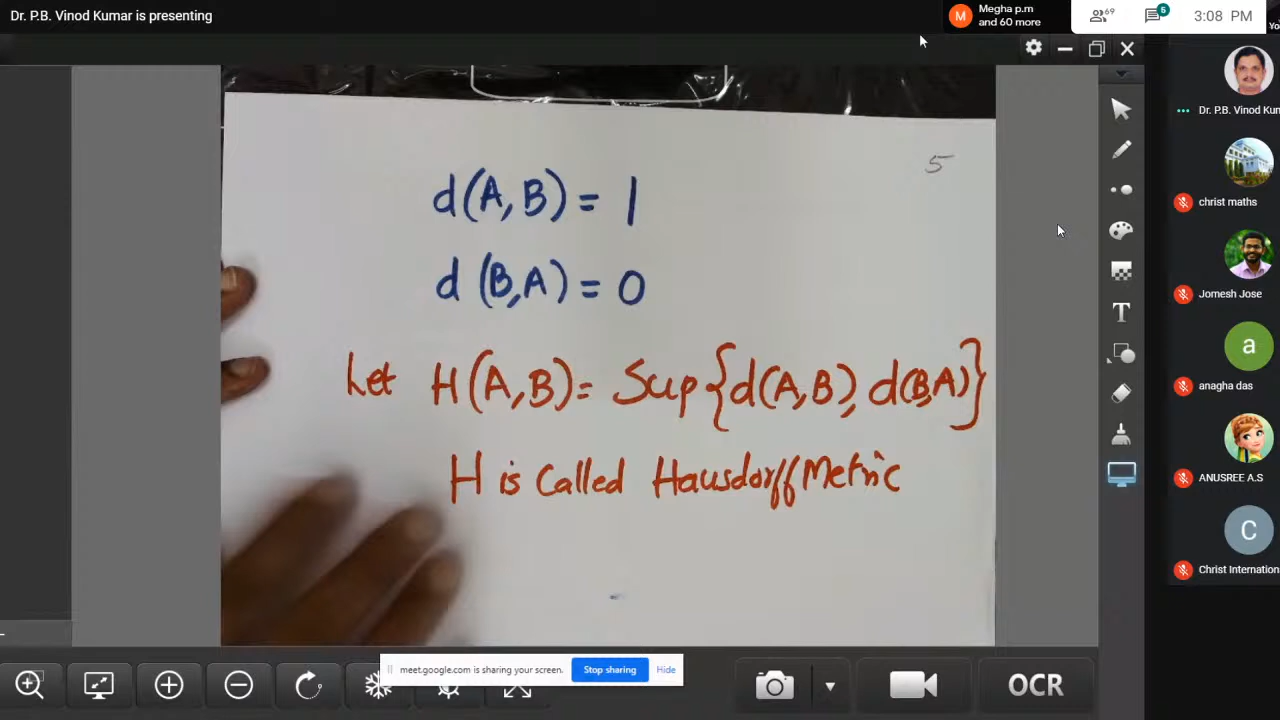 Dr. P.B. Vinod Kumar is presenting
Megha p.m
and 60 more
69
5
3:08 PM
5
d(A,B) = 1
d(B,A) = 0
Let H(A,B) = Sup{d(A,B), d(B,A)}
H is Called Hausdorff Metric
Dr. P.B. Vinod Kun
christ maths
Jomesh Jose
a
anagha das
ANUSREE A.S
C
Christ Internation
T
meet.google.com is sharing your screen.
Stop sharing
Hide
OCR